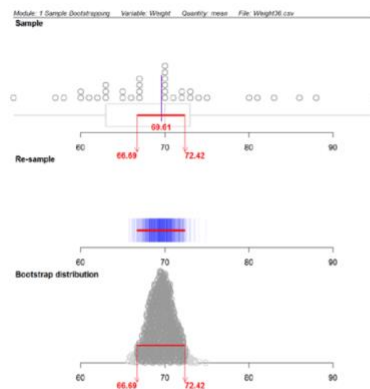 Module: 1 Sample Bootstrapping Variable: Weight Quantity: mean File: Weight36.csv
Sample
69.61
60 70 80 90
66.69 72.42
Re-sample
60 70 80 90
Bootstrap distribution
60 70 80 90
66.69 72.42